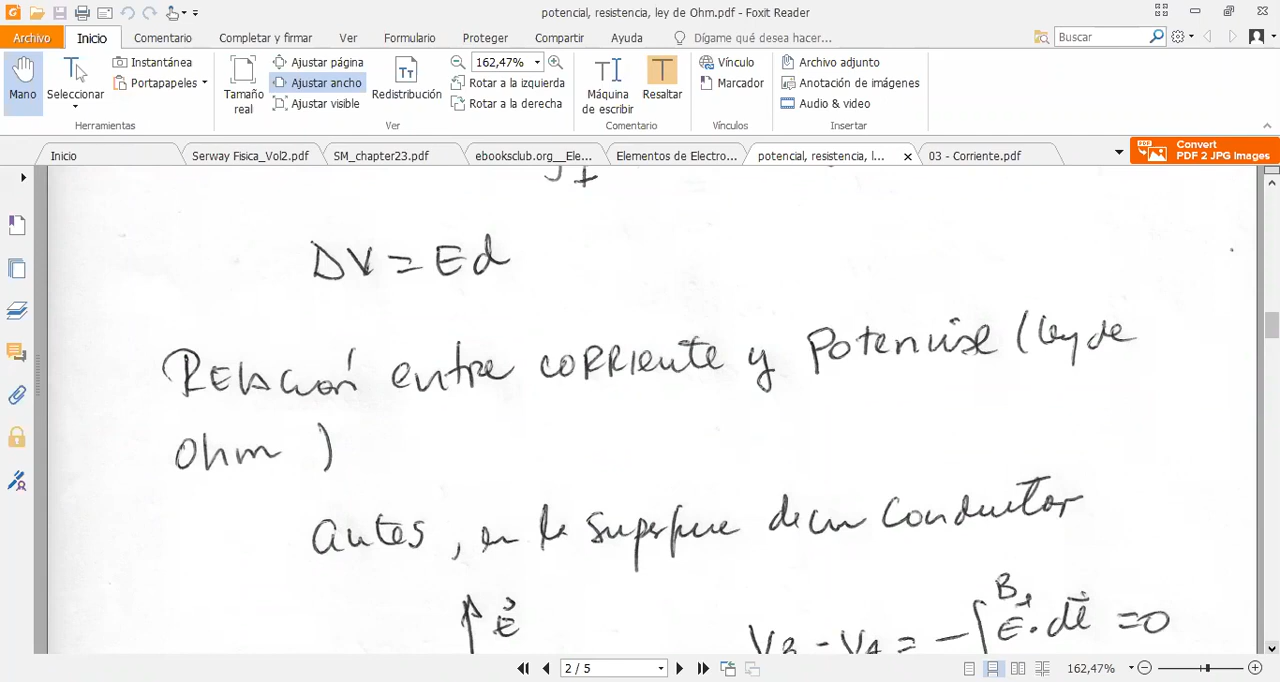 potencial, resistencia, ley de Ohm.pdf - Foxit Reader
Archivo Inicio Comentario Completar y firmar Ver Formulario Proteger Compartir Ayuda Dígame qué desea hacer... Buscar
Mano
Seleccionar
Instantánea
Portapapeles
Herramientas
Tamaño real
Ajustar página
Ajustar ancho
Ajustar visible
Redistribución
162,47%
Rotar a la izquierda
Rotar a la derecha
Ver
Máquina de escribir
Resaltar
Comentario
Vínculo
Marcador
Vínculos
Archivo adjunto
Anotación de imágenes
Audio & video
Insertar
Inicio Serway Fisica_Vol2.pdf SM_chapter23.pdf ebooksclub.org__Ele... Elementos de Electro... potencial, resistencia, l... 03 - Corriente.pdf
Convert
PDF 2 JPG Images
ΔV = Ed
Relación entre corriente y potencial (ley de
Ohm )
antes, en la superficie de un conductor
E
V_B - V_A = -∫ B E · dl = 0
2 / 5
162,47%